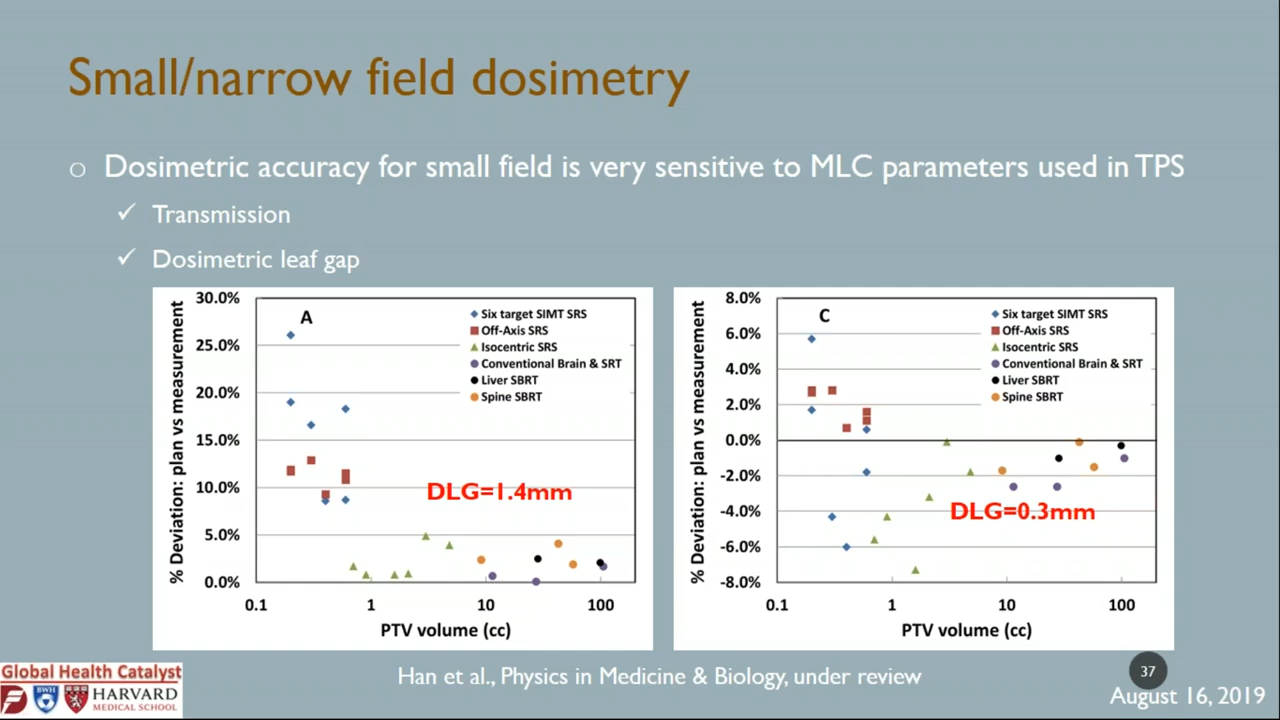 Small/narrow field dosimetry
o Dosimetric accuracy for small field is very sensitive to MLC parameters used in TPS
✓ Transmission
✓ Dosimetric leaf gap
% Deviation: plan vs measurement
30.0%
25.0%
20.0%
15.0%
10.0%
5.0%
0.0%
A
Six target SIMT SRS
Off-Axis SRS
Isocentric SRS
Conventional Brain & SRT
Liver SBRT
Spine SBRT
DLG=1.4mm
0.1 1 10 100
PTV volume (cc)
% Deviation: plan vs measurement
8.0%
6.0%
4.0%
2.0%
0.0%
-2.0%
-4.0%
-6.0%
-8.0%
C
Six target SIMT SRS
Off-Axis SRS
Isocentric SRS
Conventional Brain & SRT
Liver SBRT
Spine SBRT
DLG=0.3mm
0.1 1 10 100
PTV volume (cc)
Global Health Catalyst
BWH
HARVARD
MEDICAL SCHOOL
Han et al., Physics in Medicine & Biology, under review
37
August 16, 2019